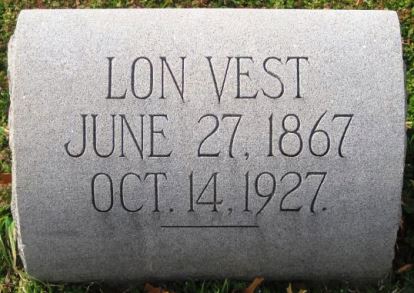 LON VEST
JUNE 27, 1867
OCT. 14, 1927.